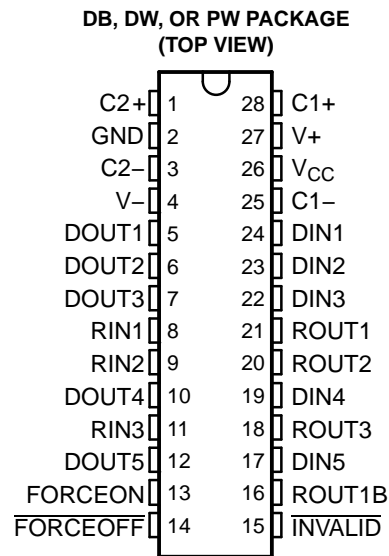 DB, DW, OR PW PACKAGE
(TOP VIEW)
C2+ 1 28 C1+
GND 2 27 V+
C2− 3 26 VCC
V− 4 25 C1−
DOUT1 5 24 DIN1
DOUT2 6 23 DIN2
DOUT3 7 22 DIN3
RIN1 8 21 ROUT1
RIN2 9 20 ROUT2
DOUT4 10 19 DIN4
RIN3 11 18 ROUT3
DOUT5 12 17 DIN5
FORCEON 13 16 ROUT1B
FORCEOFF 14 15 INVALID